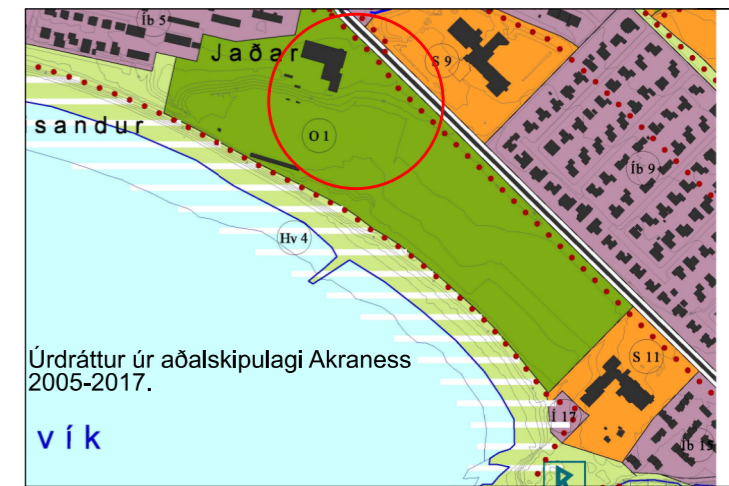 Íb 5
Jaðar
S 9
sandur
O 1
Íb 9
Hv 4
Úrdráttur úr aðalskipulagi Akraness
2005-2017.
S 11
Í 17
vík
Íb 15
R